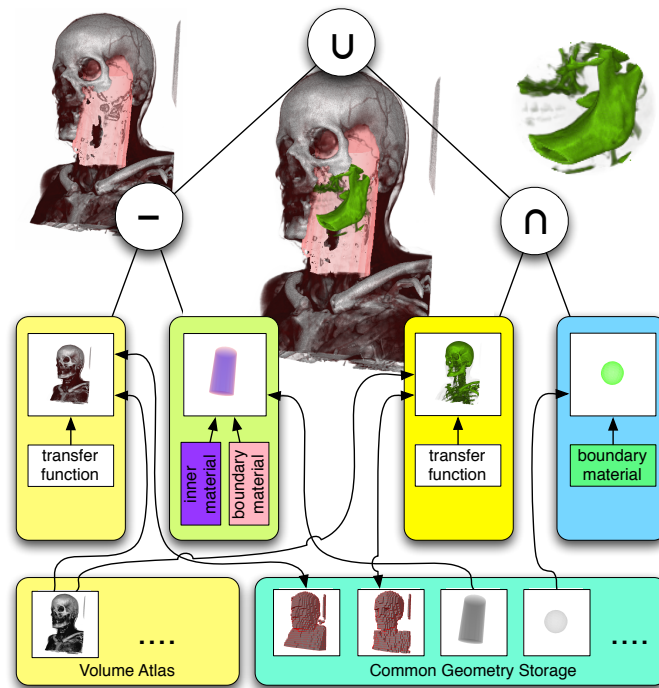 ∪
−
∩
transfer
function
inner
material
boundary
material
transfer
function
boundary
material
....
Volume Atlas
....
Common Geometry Storage